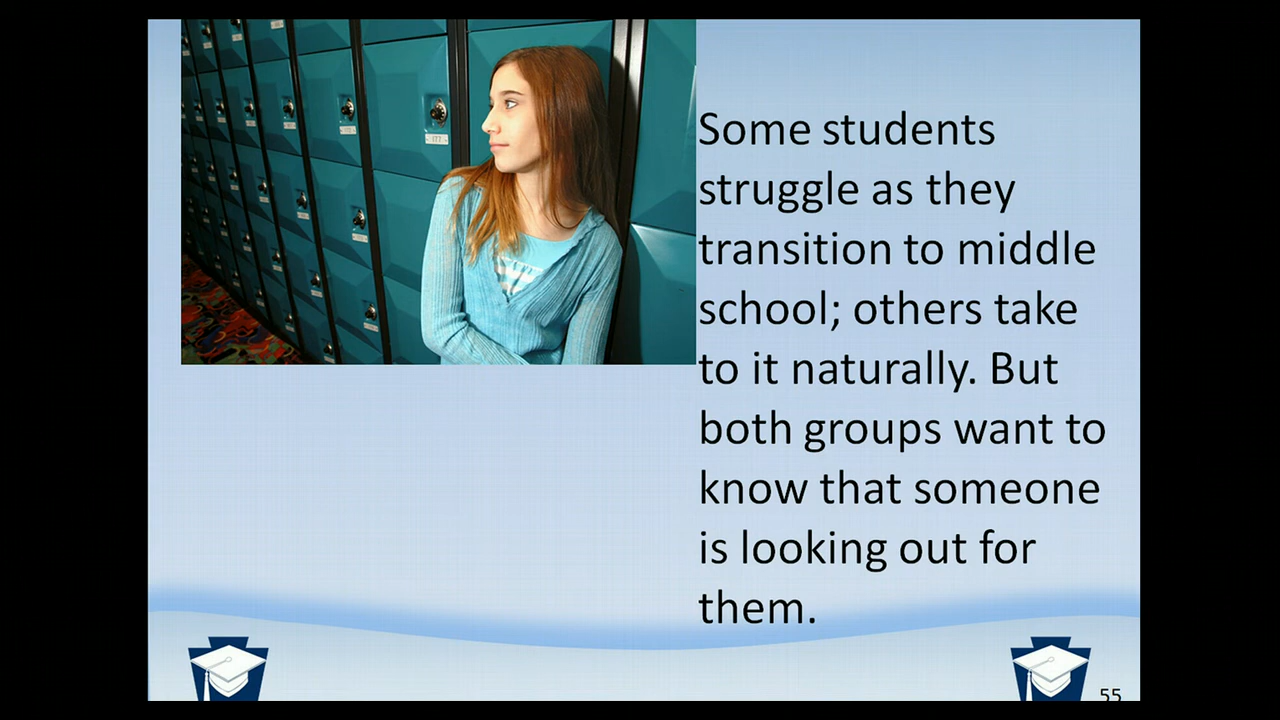 Some students
struggle as they
transition to middle
school; others take
to it naturally. But
both groups want to
know that someone
is looking out for
them.
55